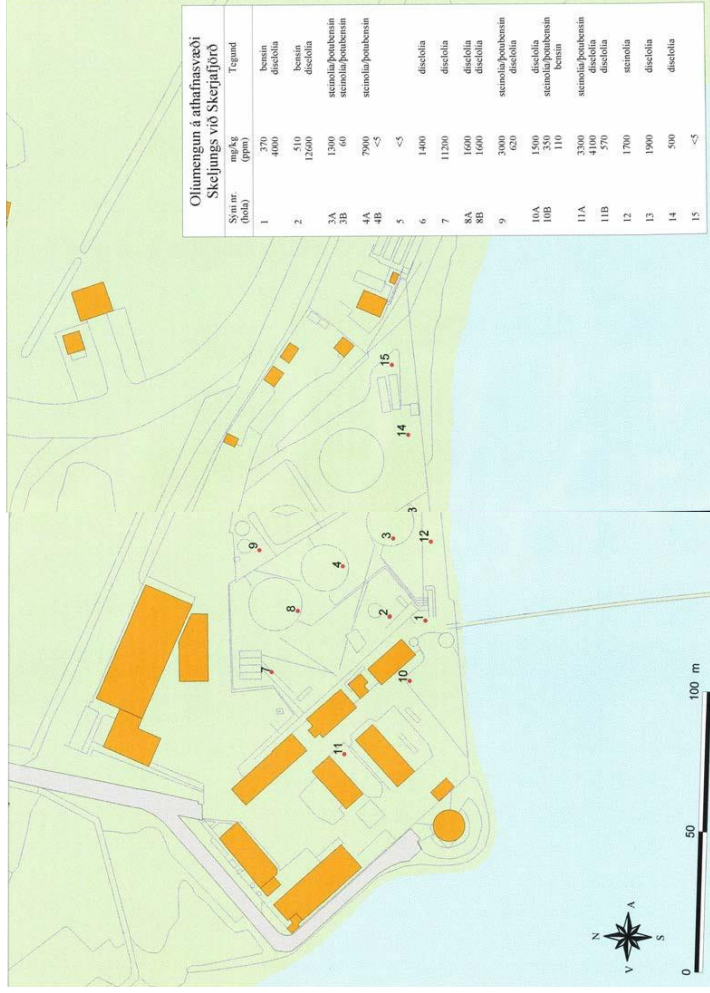 Olíumengun á athafnasvæði
Skeljungs við Skerjafjörð
Sýni nr. mg/kg Tegund
(hola) (ppm)
1 370 bensín
4000 díselolía
2 510 bensín
12600 díselolía
3A 1300 steinolía/þotubensín
3B 60 steinolía/þotubensín
4A 7900 steinolía/þotubensín
4B <5
5 <5
6 1400 díselolía
7 11200 díselolía
8A 1600 díselolía
8B 1600 díselolía
9 3000 steinolía/þotubensín
620 díselolía
10A 1500 díselolía
10B 350 steinolía/þotubensín
110 bensín
11A 3300 steinolía/þotubensín
4100 díselolía
11B 570 díselolía
12 1700 steinolía
13 1900 díselolía
14 500 díselolía
15 <5
15
14
9
3
3
12
4
8
2
1
7
10
11
N
V A
S
0 50 100 m